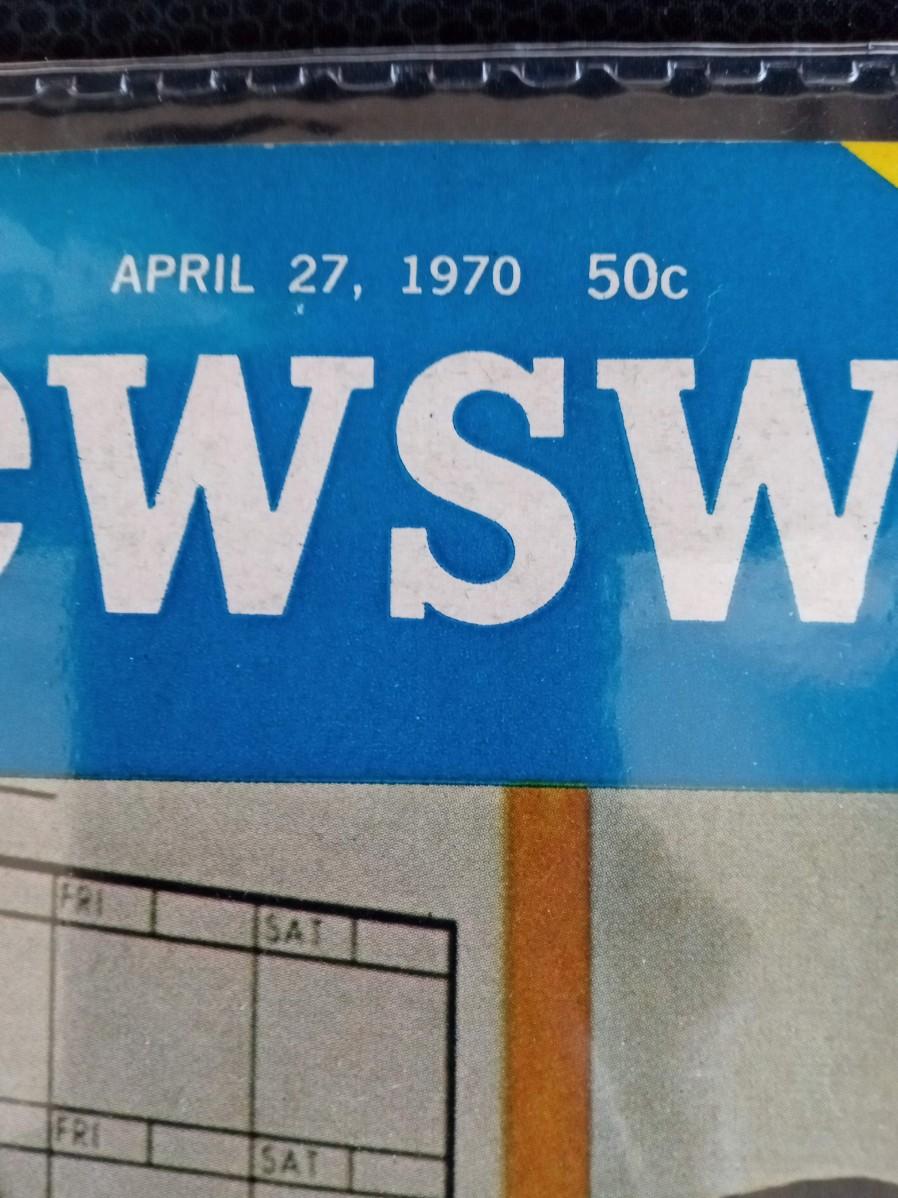 APRIL 27, 1970 50c
ewsw
FRI SAT
FRI SAT